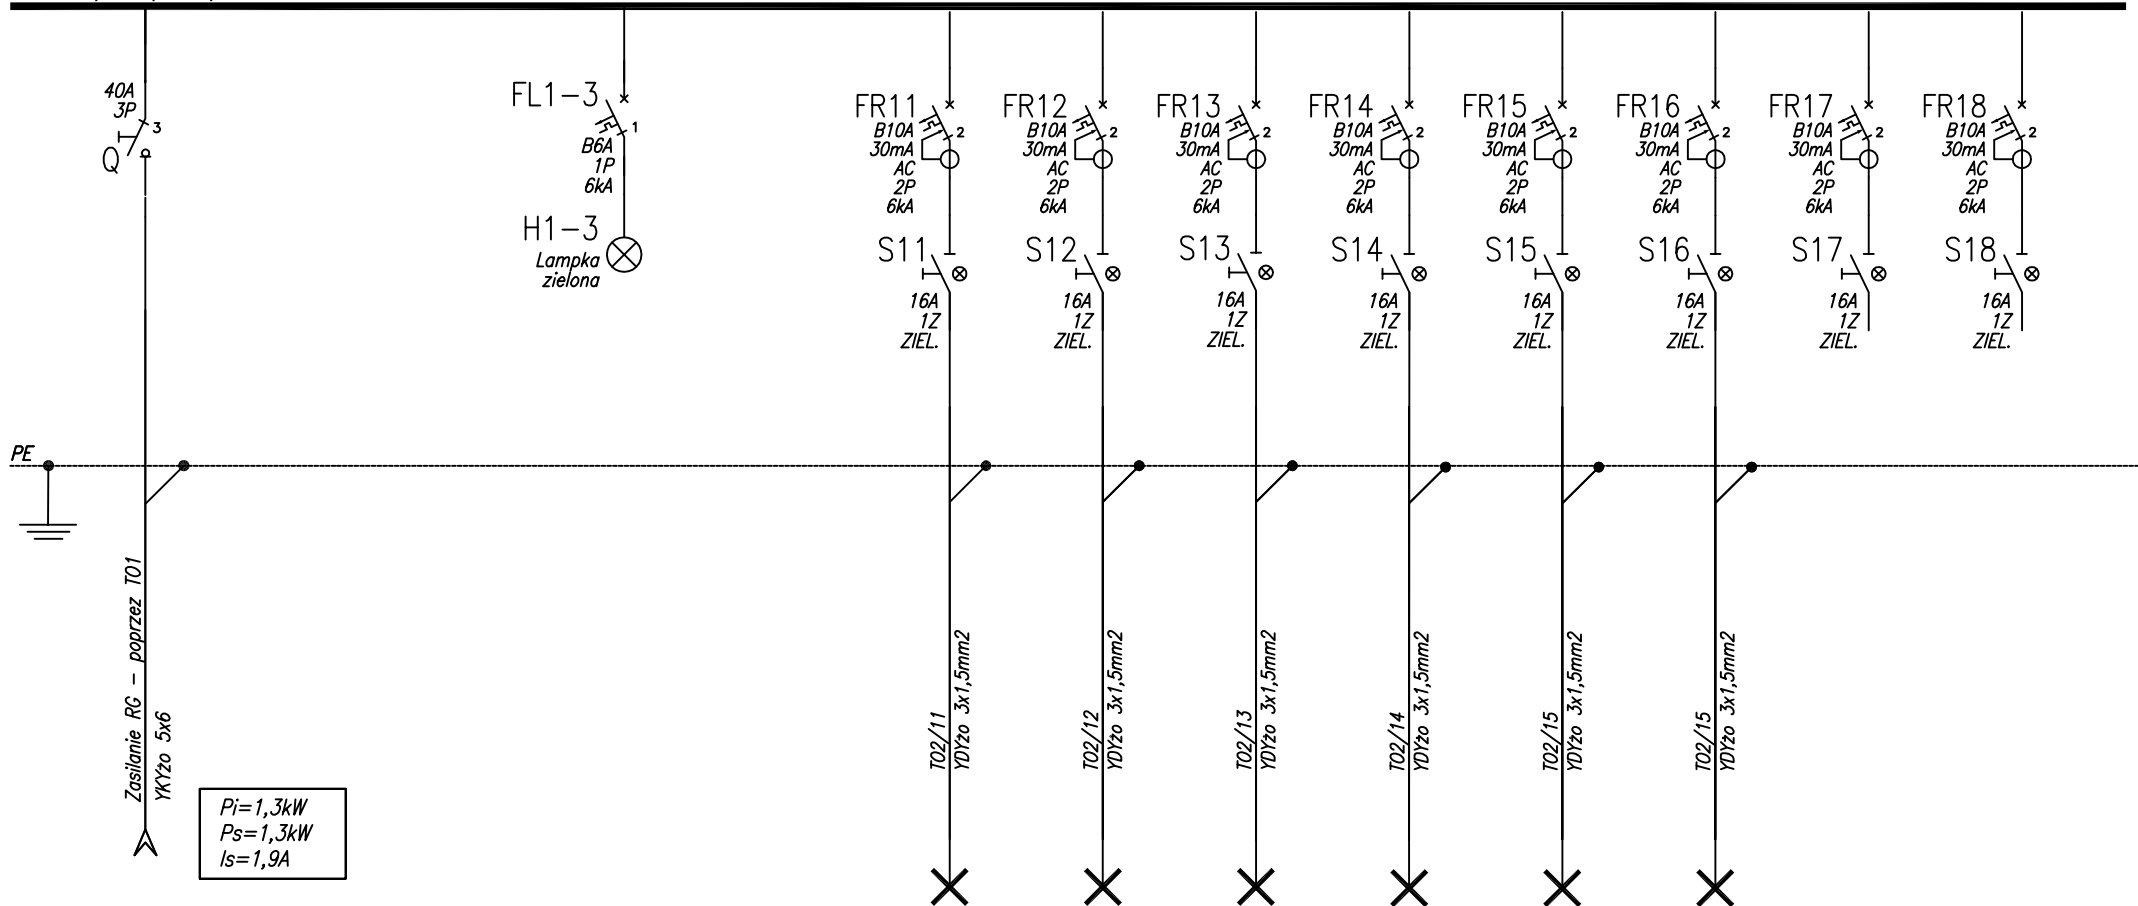 40A
3P
3
Q
FL1-3
1
B6A
1P
6kA
H1-3
Lampka
zielona
FR11
B10A
2
30mA
AC
2P
6kA
S11
16A
1Z
ZIEL.
FR12
B10A
2
30mA
AC
2P
6kA
S12
16A
1Z
ZIEL.
FR13
B10A
2
30mA
AC
2P
6kA
S13
16A
1Z
ZIEL.
FR14
B10A
2
30mA
AC
2P
6kA
S14
16A
1Z
ZIEL.
FR15
B10A
2
30mA
AC
2P
6kA
S15
16A
1Z
ZIEL.
FR16
B10A
2
30mA
AC
2P
6kA
S16
16A
1Z
ZIEL.
FR17
B10A
2
30mA
AC
2P
6kA
S17
16A
1Z
ZIEL.
FR18
B10A
2
30mA
AC
2P
6kA
S18
16A
1Z
ZIEL.
PE
Zasilanie RG - poprzez TO1
YKYżo 5x6
Pi=1,3kW
Ps=1,3kW
Is=1,9A
TO2/11
YDYżo 3x1,5mm2
TO2/12
YDYżo 3x1,5mm2
TO2/13
YDYżo 3x1,5mm2
TO2/14
YDYżo 3x1,5mm2
TO2/15
YDYżo 3x1,5mm2
TO2/15
YDYżo 3x1,5mm2